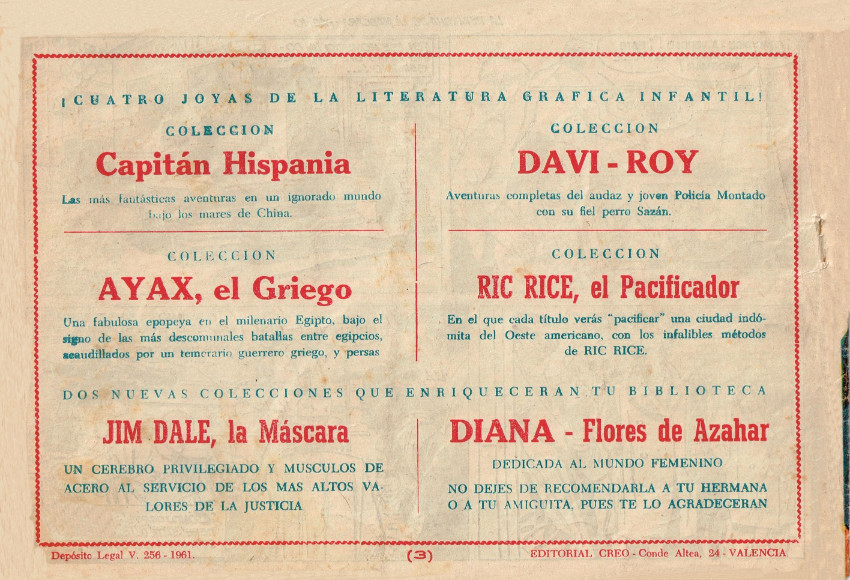 ¡CUATRO JOYAS DE LA LITERATURA GRAFICA INFANTIL!
COLECCION
Capitán Hispania
Las más fantásticas aventuras en un ignorado mundo
bajo los mares de China.
COLECCION
DAVI - ROY
Aventuras completas del audaz y joven Policía Montado
con su fiel perro Sazán.
COLECCION
AYAX, el Griego
Una fabulosa epopeya en el milenario Egipto, bajo el
signo de las más descomunales batallas entre egipcios,
acaudillados por un temerario guerrero griego, y persas
COLECCION
RIC RICE, el Pacificador
En el que cada título verás "pacificar" una ciudad indó-
mita del Oeste americano, con los infalibles métodos
de RIC RICE.
DOS NUEVAS COLECCIONES QUE ENRIQUECERAN TU BIBLIOTECA
JIM DALE, la Máscara
UN CEREBRO PRIVILEGIADO Y MUSCULOS DE
ACERO AL SERVICIO DE LOS MAS ALTOS VA-
LORES DE LA JUSTICIA
DIANA - Flores de Azahar
DEDICADA AL MUNDO FEMENINO
NO DEJES DE RECOMENDARLA A TU HERMANA
O A TU AMIGUITA, PUES TE LO AGRADECERAN
Depósito Legal V. 256 - 1961.
(3)
EDITORIAL CREO - Conde Altea, 24 - VALENCIA